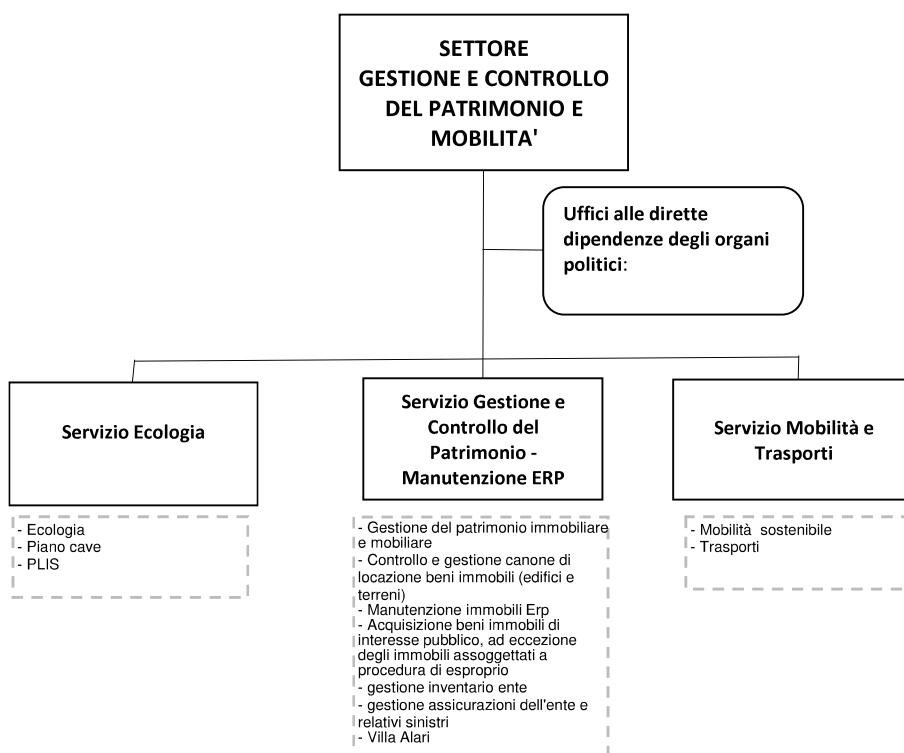 SETTORE
GESTIONE E CONTROLLO
DEL PATRIMONIO E
MOBILITA'
Uffici alle dirette
dipendenze degli organi
politici:
Servizio Ecologia
- Ecologia
- Piano cave
- PLIS
Servizio Gestione e
Controllo del
Patrimonio -
Manutenzione ERP
- Gestione del patrimonio immobiliare
e mobiliare
- Controllo e gestione canone di
locazione beni immobili (edifici e
terreni)
- Manutenzione immobili Erp
- Acquisizione beni immobili di
interesse pubblico, ad eccezione
degli immobili assoggettati a
procedura di esproprio
- gestione inventario ente
- gestione assicurazioni dell'ente e
relativi sinistri
- Villa Alari
Servizio Mobilità e
Trasporti
- Mobilità sostenibile
- Trasporti